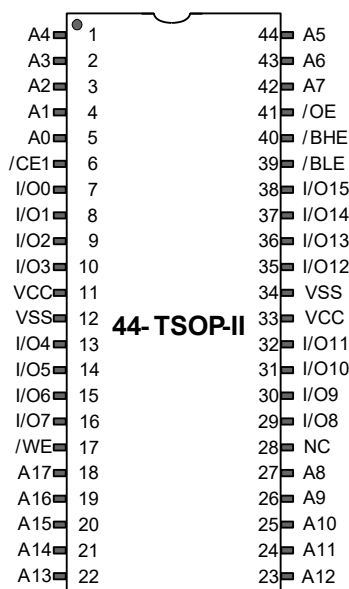 A4 1 44 A5
A3 2 43 A6
A2 3 42 A7
A1 4 41 /OE
A0 5 40 /BHE
/CE1 6 39 /BLE
I/O0 7 38 I/O15
I/O1 8 37 I/O14
I/O2 9 36 I/O13
I/O3 10 35 I/O12
VCC 11 34 VSS
VSS 12 44-TSOP-II 33 VCC
I/O4 13 32 I/O11
I/O5 14 31 I/O10
I/O6 15 30 I/O9
I/O7 16 29 I/O8
/WE 17 28 NC
A17 18 27 A8
A16 19 26 A9
A15 20 25 A10
A14 21 24 A11
A13 22 23 A12